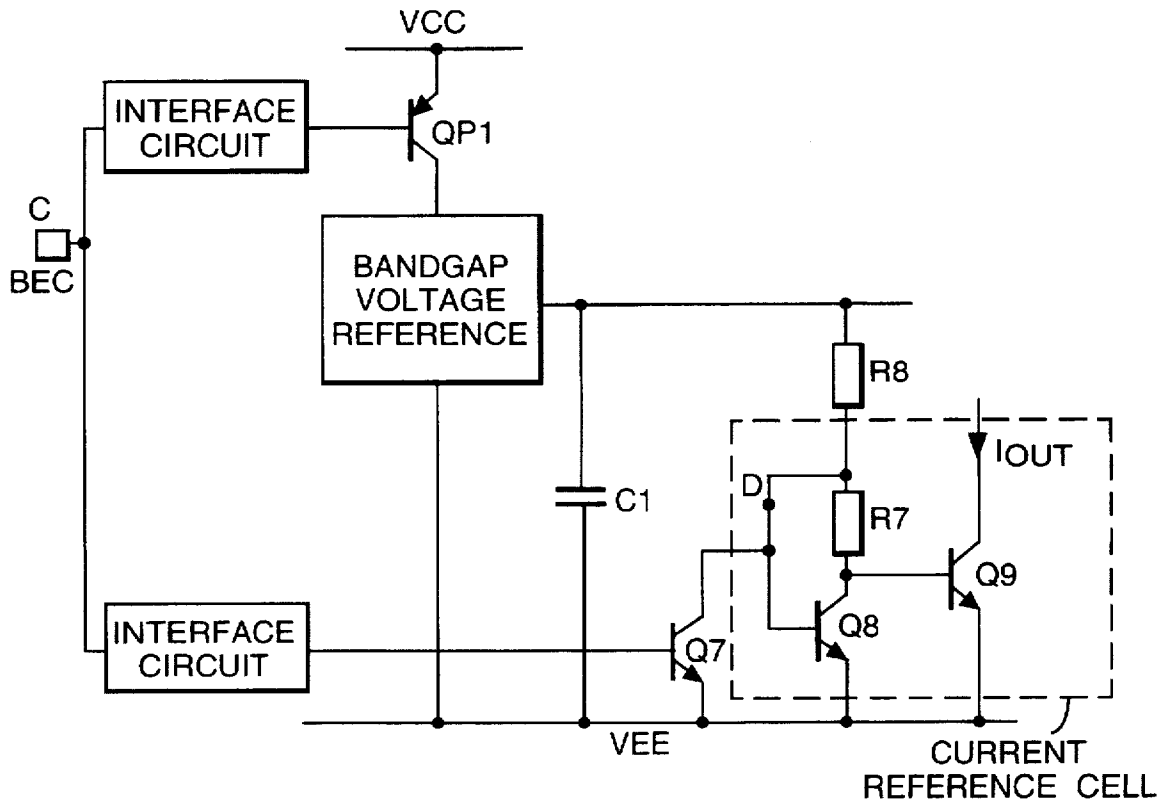 VCC
INTERFACE
CIRCUIT
QP1
C
BEC
BANDGAP
VOLTAGE
REFERENCE
R8
IOUT
D
R7
C1
Q9
Q8
INTERFACE
CIRCUIT
Q7
VEE
CURRENT
REFERENCE CELL